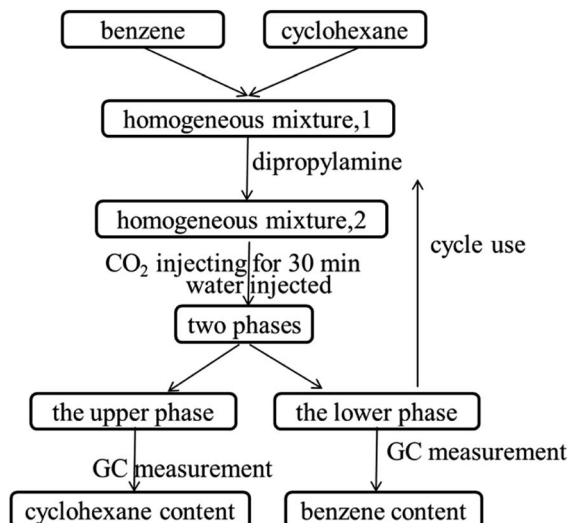 benzene
cyclohexane
homogeneous mixture,1
dipropylamine
homogeneous mixture,2
cycle use
CO₂ injecting for 30 min
water injected
two phases
the upper phase
the lower phase
GC measurement
GC measurement
cyclohexane content
benzene content